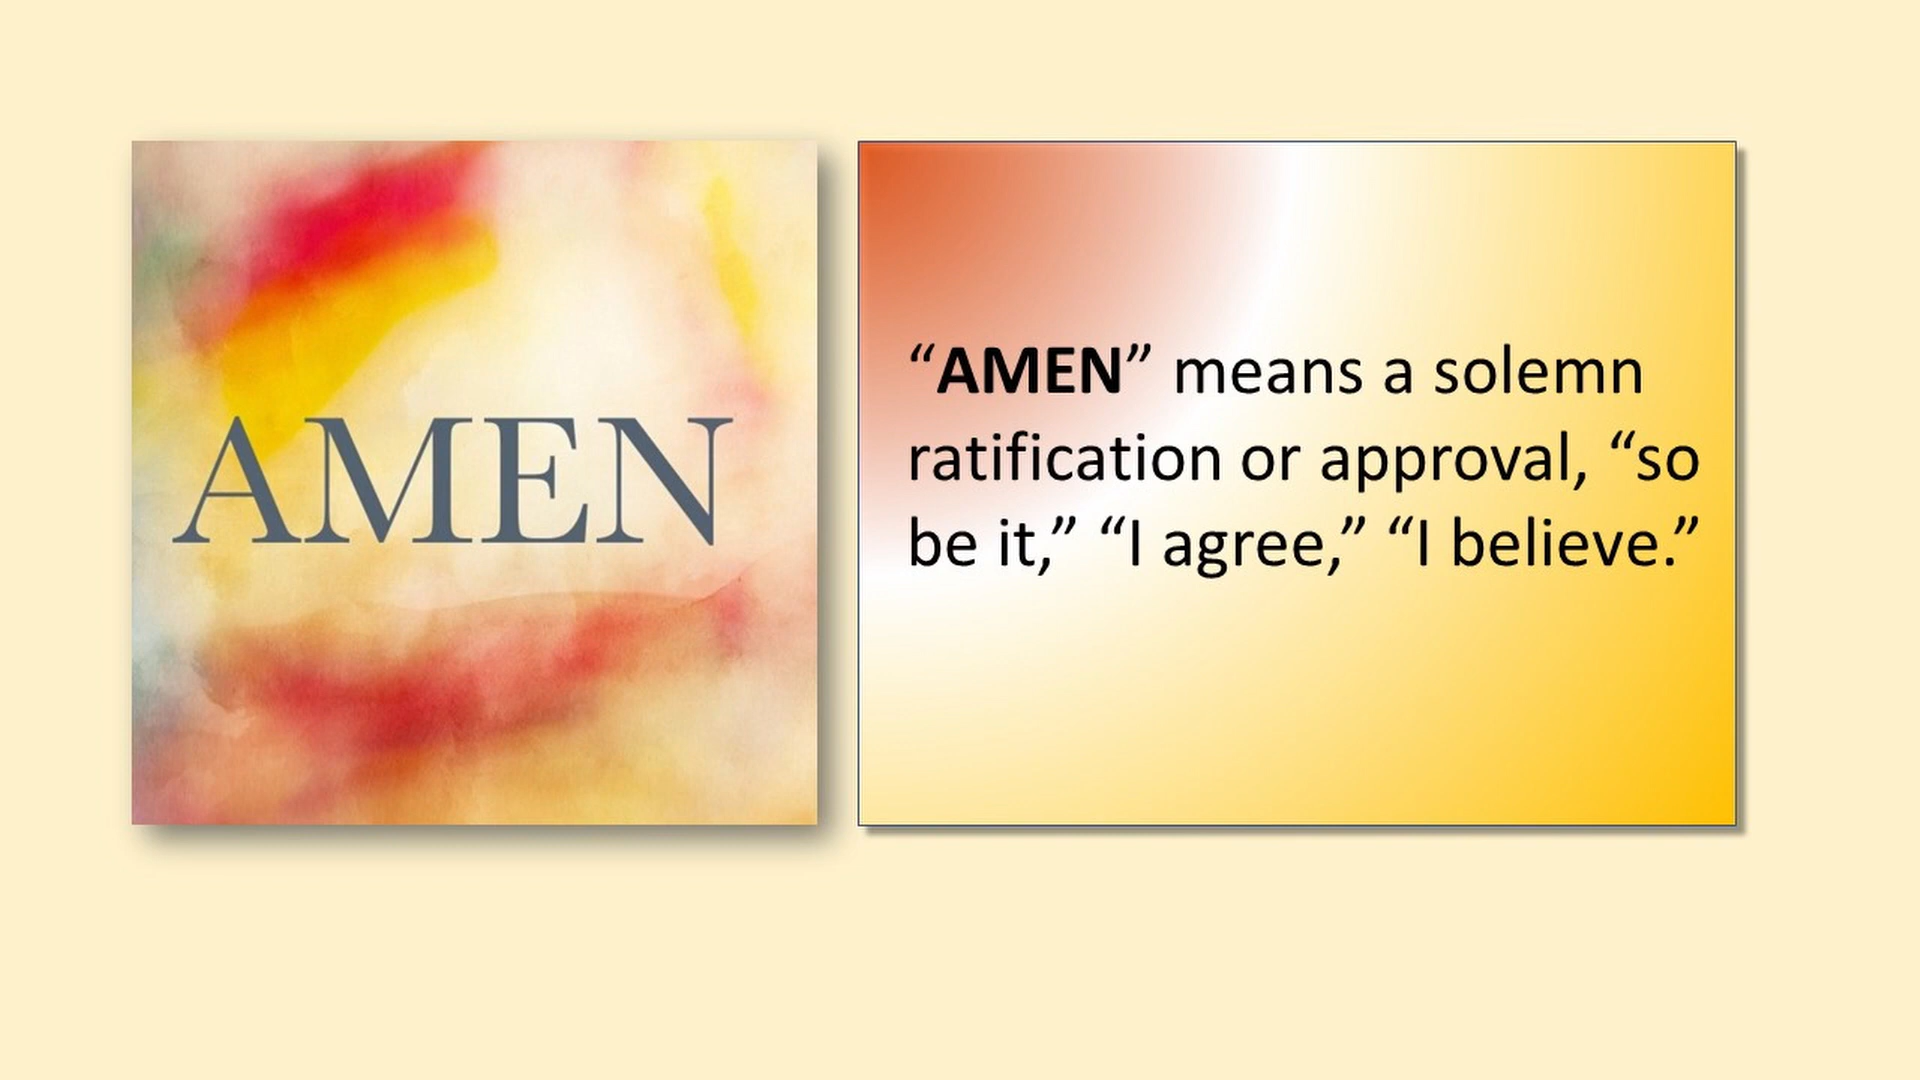 AMEN
“AMEN” means a solemn
ratification or approval, “so
be it,” “I agree,” “I believe.”